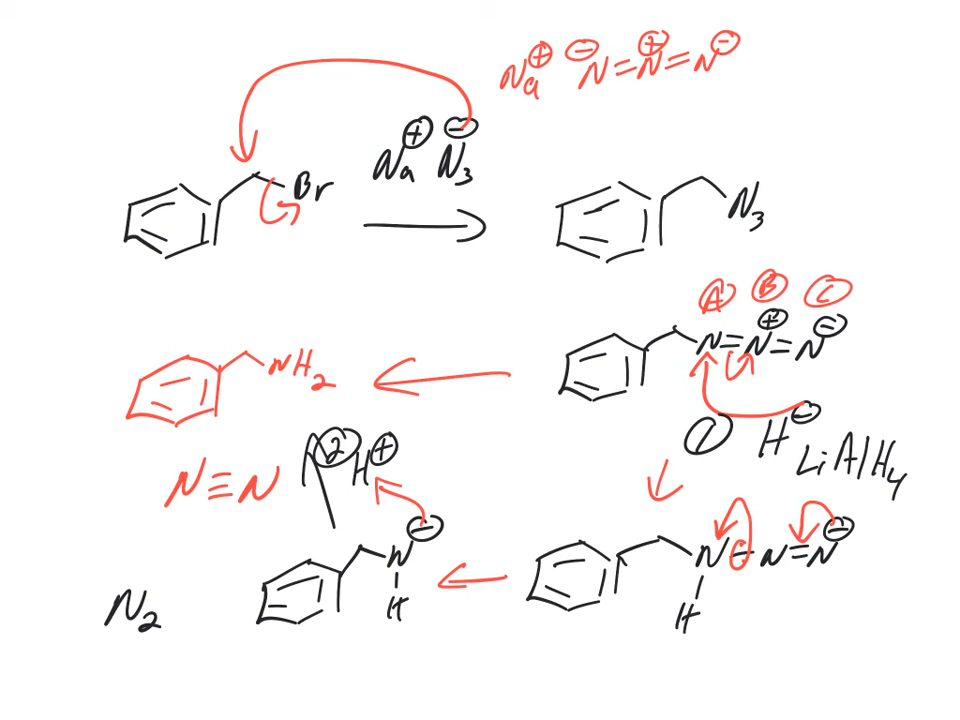 Na⊕ ⊖N=N⊕=N⊖
Na⊕ N₃⊖
Br
N₃
A B C
N=N⊕=N⊖
NH₂
1 H⊖
LiAlH₄
2 H⊕
N≡N
N⊖
H
N-N=N⊖
H
N₂